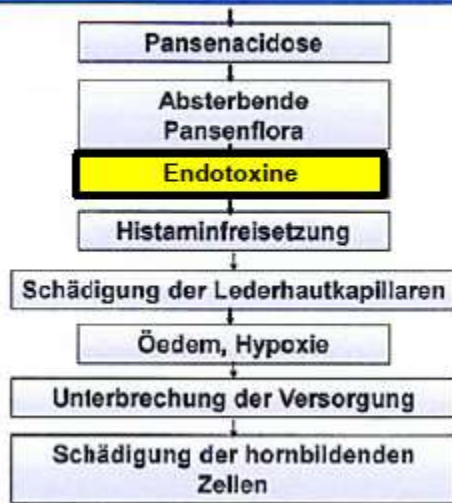 Pansenacidose
Absterbende
Pansenflora
Endotoxine
Histaminfreisetzung
Schädigung der Lederhautkapillaren
Öedem, Hypoxie
Unterbrechung der Versorgung
Schädigung der hornbildenden
Zellen